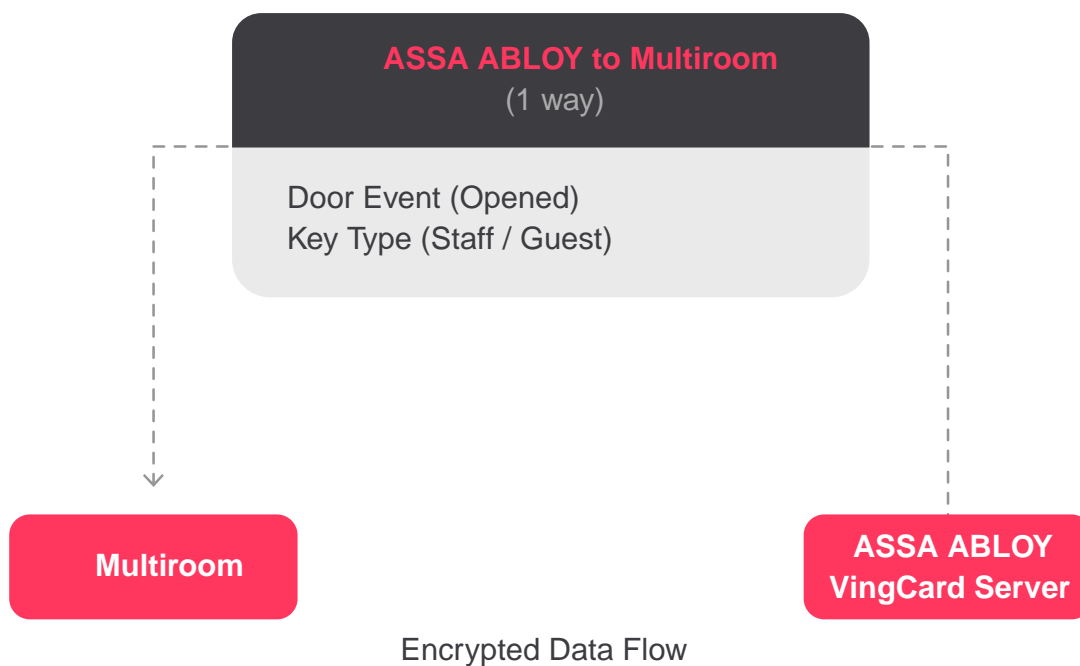 ASSA ABLOY to Multiroom
(1 way)
Door Event (Opened)
Key Type (Staff / Guest)
Multiroom
ASSA ABLOY
VingCard Server
Encrypted Data Flow